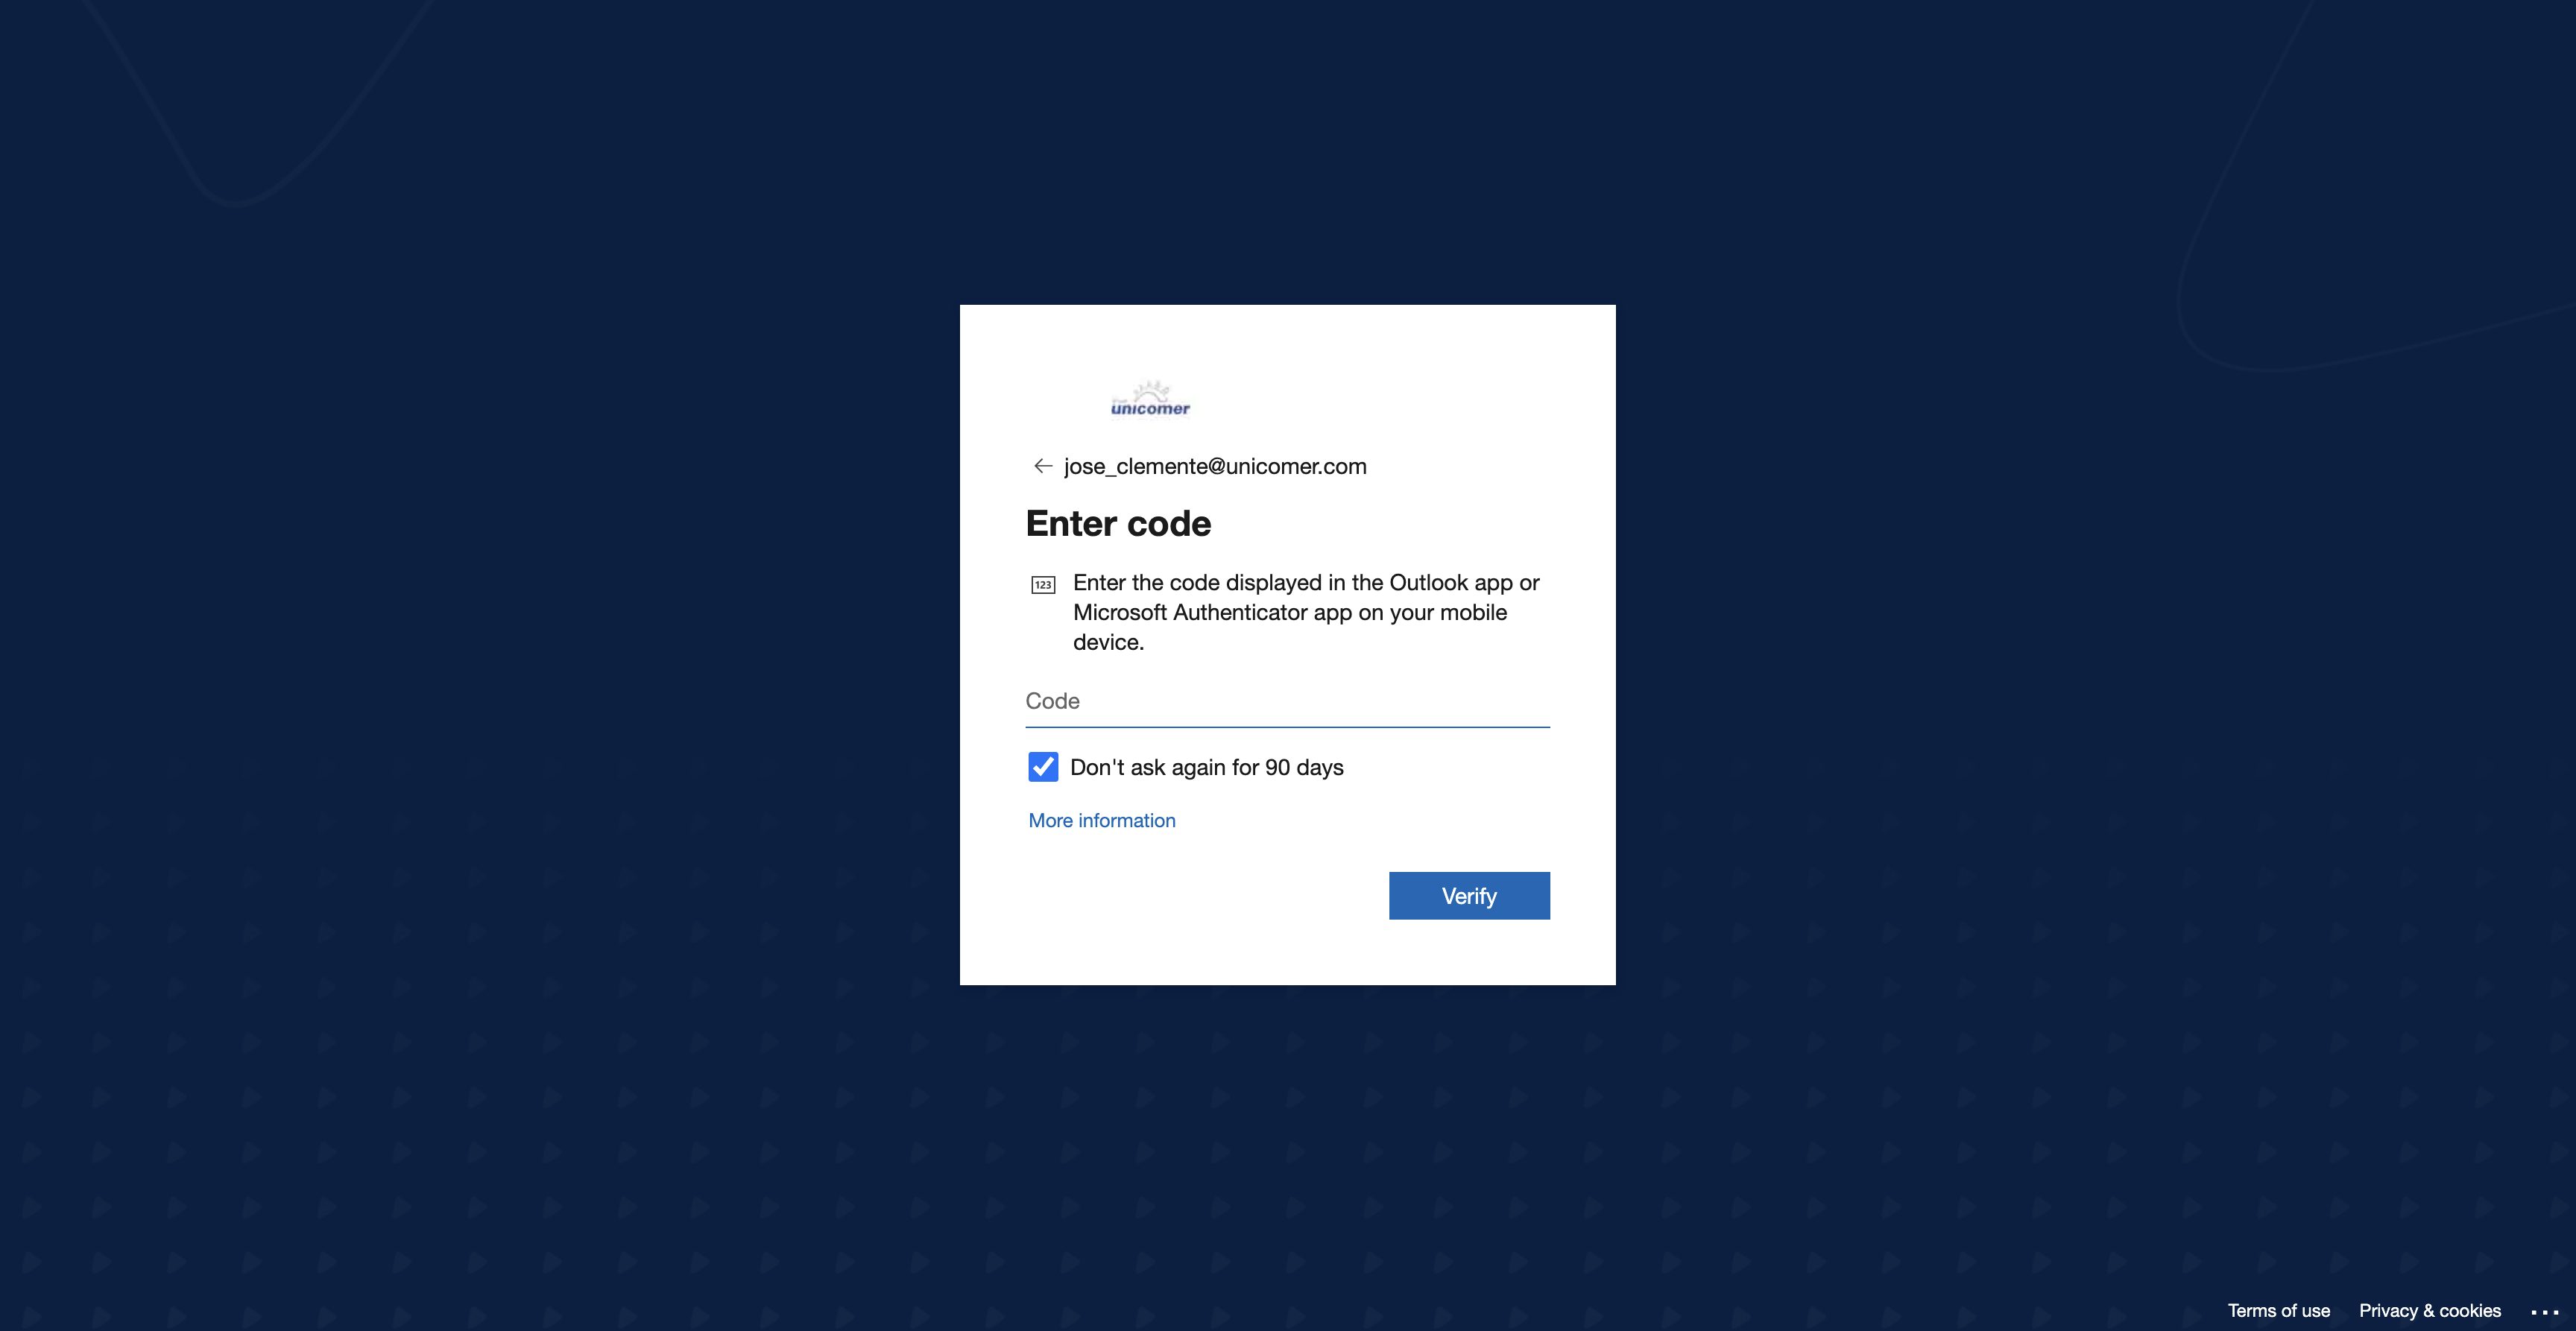 unicomer
jose_clemente@unicomer.com
Enter code
123
Enter the code displayed in the Outlook app or
Microsoft Authenticator app on your mobile
device.
Code
Don't ask again for 90 days
More information
Verify
Terms of use Privacy & cookies ...